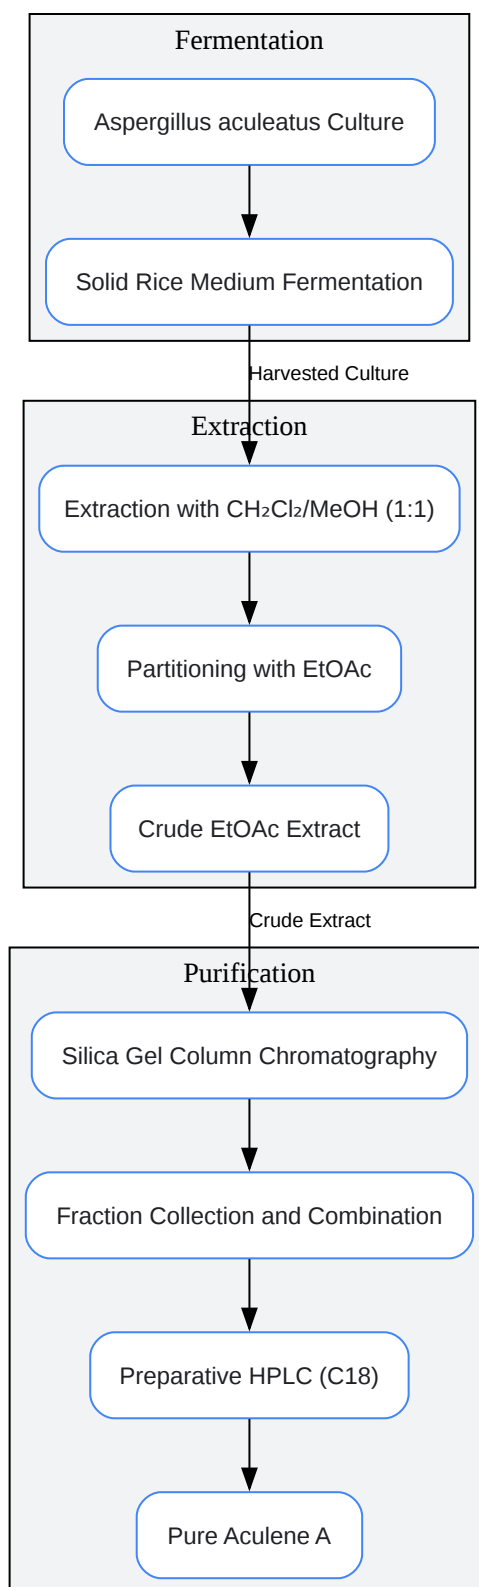 Fermentation
Aspergillus aculeatus Culture
Solid Rice Medium Fermentation
Harvested Culture
Extraction
Extraction with CH₂Cl₂/MeOH (1:1)
Partitioning with EtOAc
Crude EtOAc Extract
Crude Extract
Purification
Silica Gel Column Chromatography
Fraction Collection and Combination
Preparative HPLC (C18)
Pure Aculene A